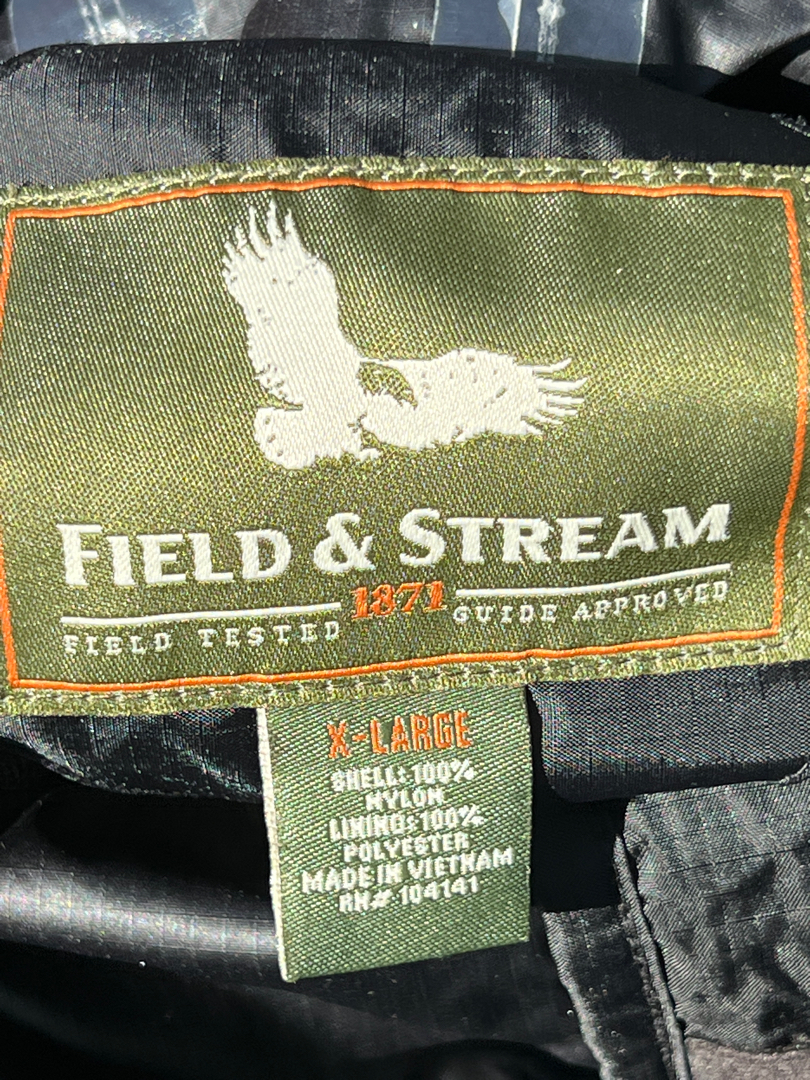 FIELD & STREAM
1871
FIELD TESTED GUIDE APPROVED
X-LARGE
SHELL: 100%
NYLON
LINING: 100%
POLYESTER
MADE IN VIETNAM
RN# 104141